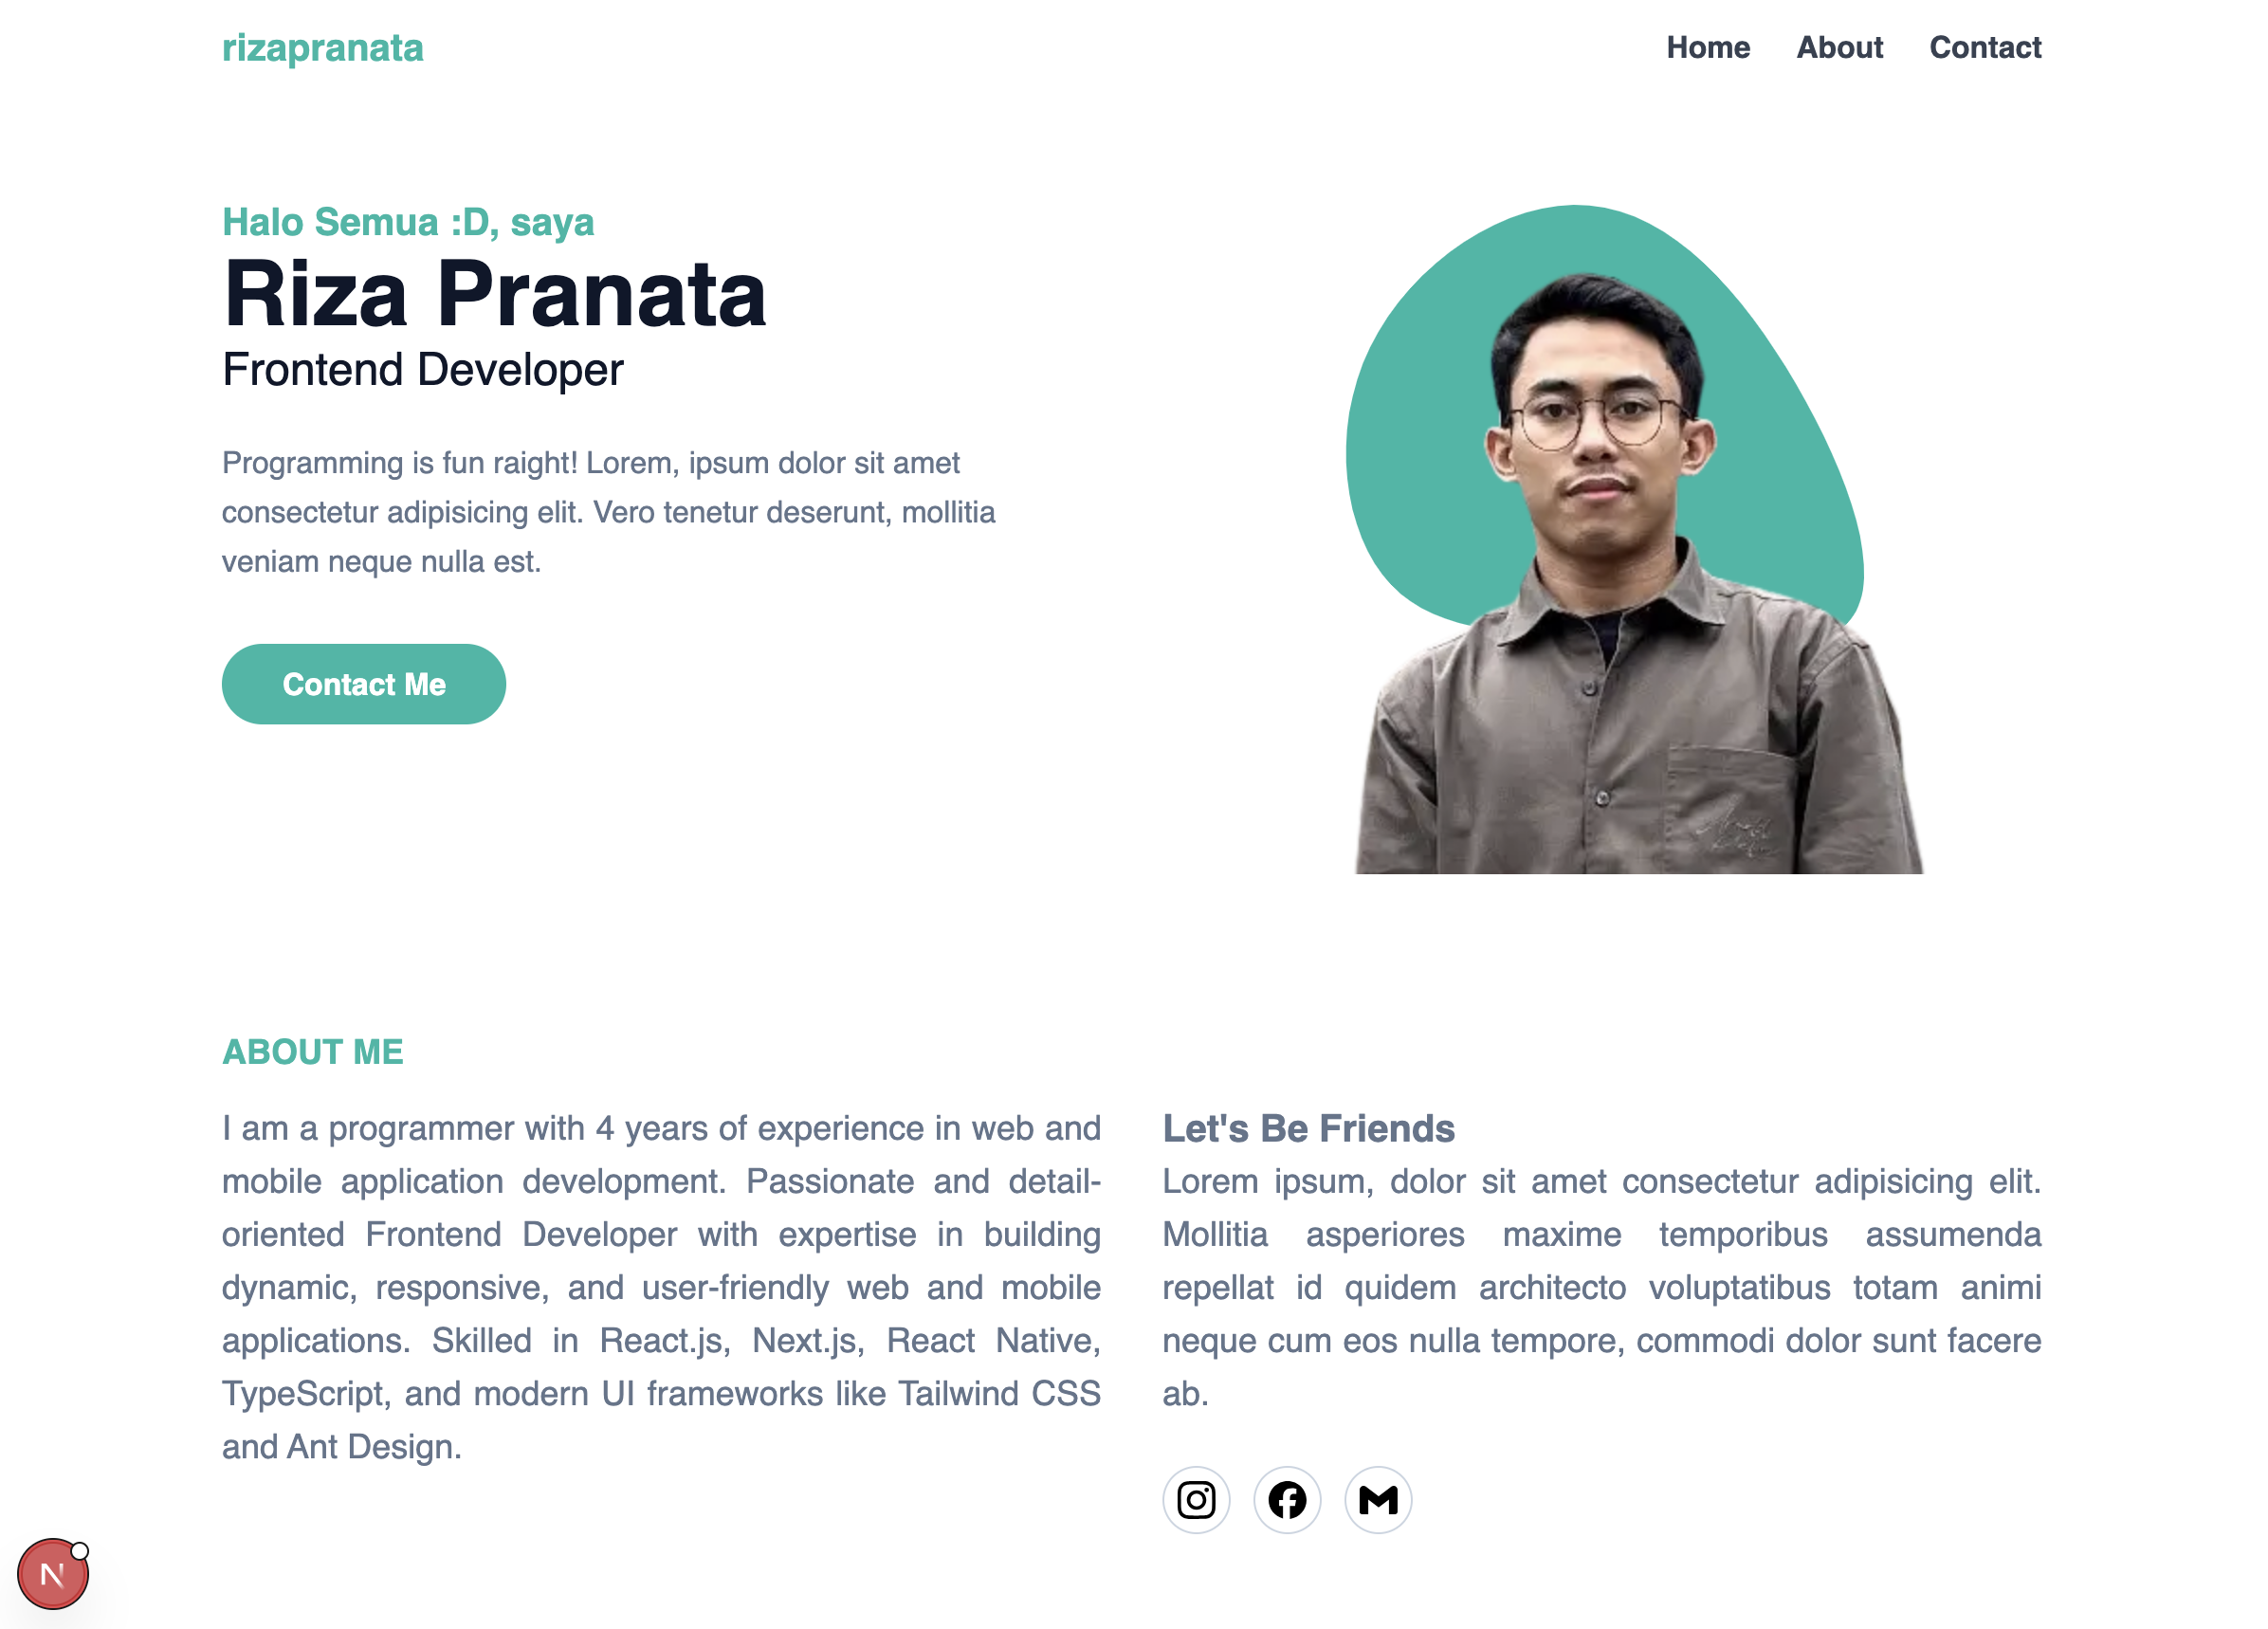 rizapranata
Home About Contact
Halo Semua :D, saya
Riza Pranata
Frontend Developer
Programming is fun raight! Lorem, ipsum dolor sit amet
consectetur adipisicing elit. Vero tenetur deserunt, mollitia
veniam neque nulla est.
Contact Me
ABOUT ME
I am a programmer with 4 years of experience in web and
mobile application development. Passionate and detail-
oriented Frontend Developer with expertise in building
dynamic, responsive, and user-friendly web and mobile
applications. Skilled in React.js, Next.js, React Native,
TypeScript, and modern UI frameworks like Tailwind CSS
and Ant Design.
Let's Be Friends
Lorem ipsum, dolor sit amet consectetur adipisicing elit.
Mollitia asperiores maxime temporibus assumenda
repellat id quidem architecto voluptatibus totam animi
neque cum eos nulla tempore, commodi dolor sunt facere
ab.
N